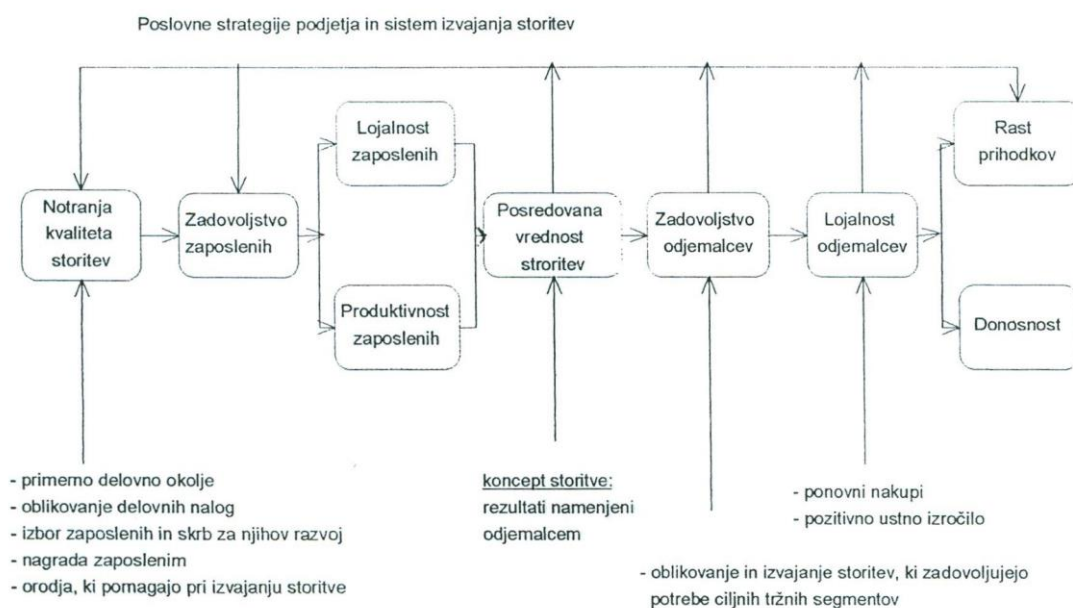 Poslovne strategije podjetja in sistem izvajanja storitev
Lojalnost
zaposlenih
Rast
prihodkov
Notranja
kvaliteta
storitev
Zadovoljstvo
zaposlenih
Posredovana
vrednost
stroritev
Zadovoljstvo
odjemalcev
Lojalnost
odjemalcev
Produktivnost
zaposlenih
Donosnost
- primerno delovno okolje
- oblikovanje delovnih nalog
- izbor zaposlenih in skrb za njihov razvoj
- nagrada zaposlenim
- orodja, ki pomagajo pri izvajanju storitve
koncept storitve:
rezultati namenjeni
odjemalcem
- ponovni nakupi
- pozitivno ustno izročilo
- oblikovanje in izvajanje storitev, ki zadovoljujejo
potrebe ciljnih tržnih segmentov